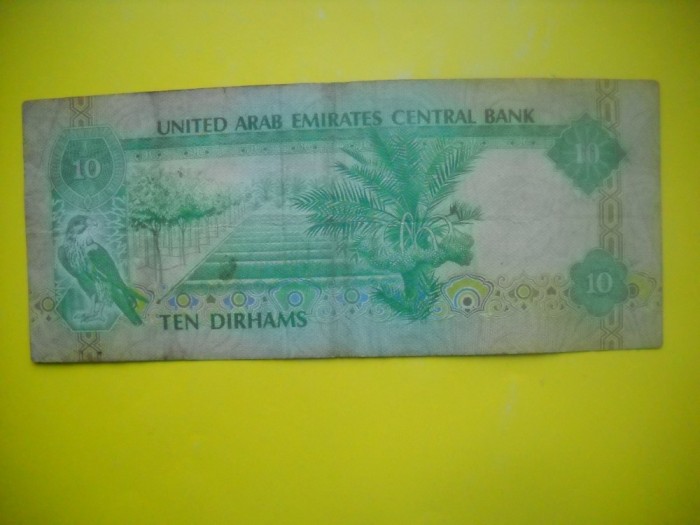 UNITED ARAB EMIRATES CENTRAL BANK
10
10
10
TEN DIRHAMS